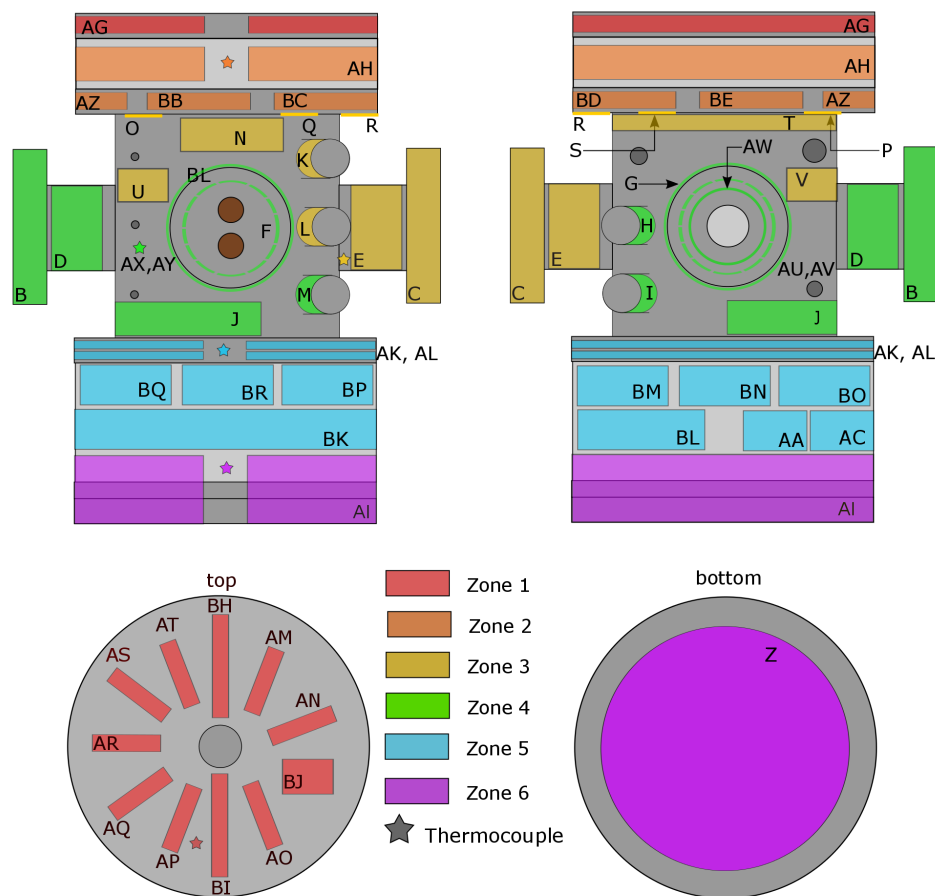 AG
AH
AZ
BB
BC
O
Q
R
N
K
U
BL
L
F
E
D
AX,AY
B
M
C
J
AK, AL
BQ
BR
BP
BK
AI
AG
AH
BD
BE
AZ
R
T
S
AW
P
G
V
H
E
AU,AV
D
C
I
B
J
AK, AL
BM
BN
BO
BL
AA
AC
AI
top
BH
AT
AM
AS
AN
AR
BJ
AQ
AP
AO
BI
Zone 1
Zone 2
Zone 3
Zone 4
Zone 5
Zone 6
Thermocouple
bottom
Z